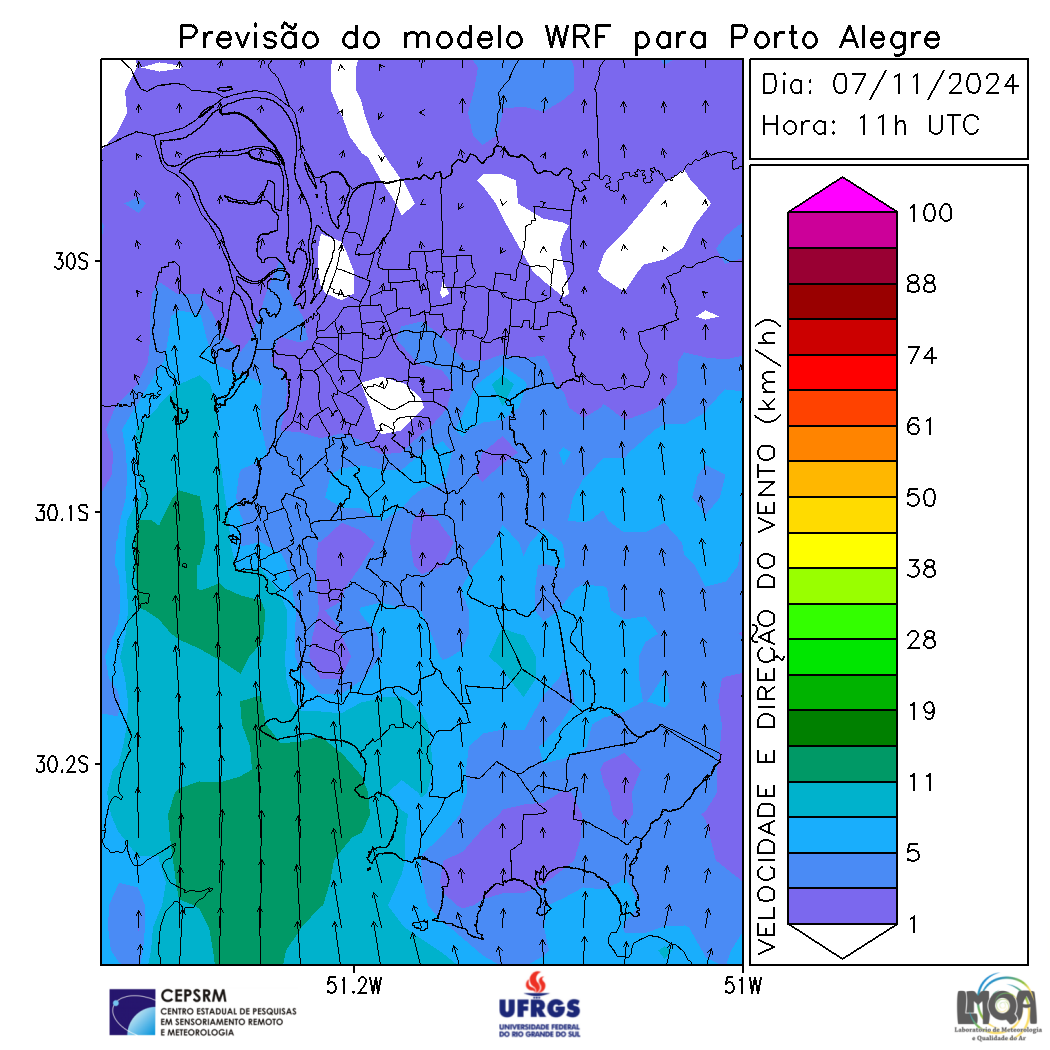 Previsão do modelo WRF para Porto Alegre
Dia: 07/11/2024
Hora: 11h UTC
30S
30.1S
30.2S
51.2W
51W
VELOCIDADE E DIREÇÃO DO VENTO (km/h)
100
88
74
61
50
38
28
19
11
5
1
CEPSRM
CENTRO ESTADUAL DE PESQUISAS
EM SENSORIAMENTO REMOTO
E METEOROLOGIA
UFRGS
UNIVERSIDADE FEDERAL
DO RIO GRANDE DO SUL
LMQA
Laboratório de Meteorologia
e Qualidade do Ar